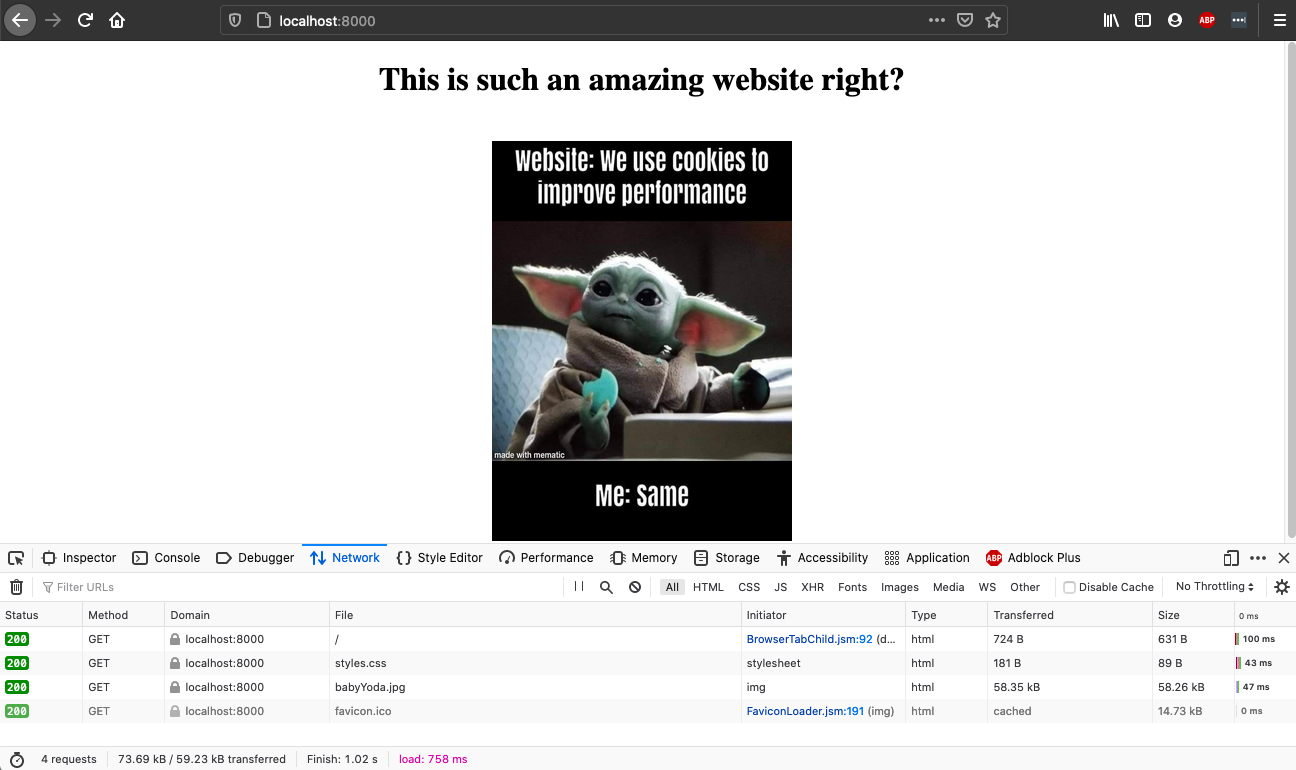 localhost:8000
ABP
This is such an amazing website right?
Website: We use cookies to
improve performance
made with mematic
Me: Same
Inspector Console Debugger Network Style Editor Performance Memory Storage Accessibility Application ABP Adblock Plus
Filter URLs All HTML CSS JS XHR Fonts Images Media WS Other Disable Cache No Throttling
Status Method Domain File Initiator Type Transferred Size 0 ms
200 GET localhost:8000 / BrowserTabChild.jsm:92 (d... html 724 B 631 B 100 ms
200 GET localhost:8000 styles.css stylesheet html 181 B 89 B 43 ms
200 GET localhost:8000 babyYoda.jpg img html 58.35 kB 58.26 kB 47 ms
200 GET localhost:8000 favicon.ico FaviconLoader.jsm:191 (img) html cached 14.73 kB 0 ms
4 requests 73.69 kB / 59.23 kB transferred Finish: 1.02 s load: 758 ms